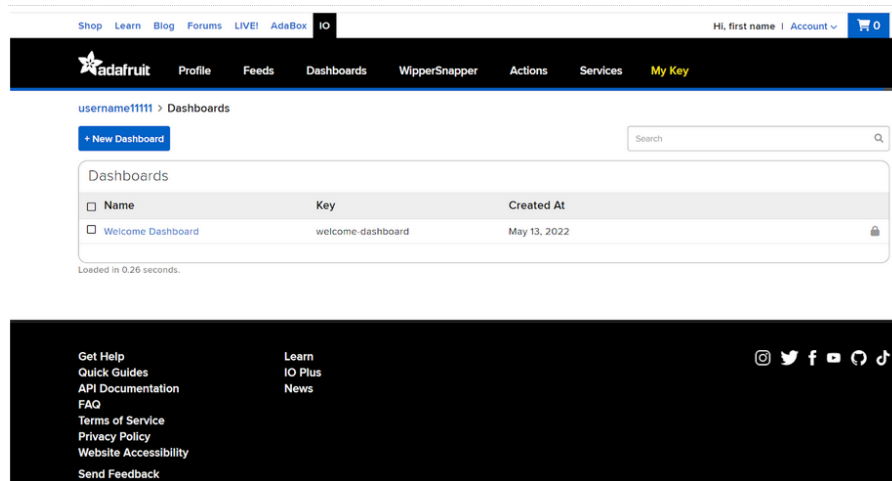 Shop Learn Blog Forums LIVE! AdaBox IO Hi, first name | Account 0
adafruit Profile Feeds Dashboards WipperSnapper Actions Services My Key
username11111 > Dashboards
+ New Dashboard Search
Dashboards
Name Key Created At
Welcome Dashboard welcome-dashboard May 13, 2022
Loaded in 0.26 seconds.
Get Help Learn
Quick Guides IO Plus
API Documentation News
FAQ
Terms of Service
Privacy Policy
Website Accessibility
Send Feedback